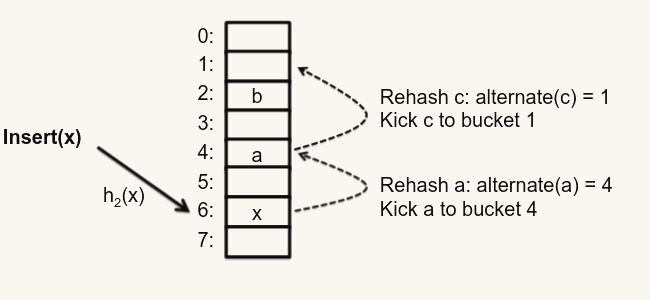 0:
1:
2: b
3:
4: a
5:
6: x
7:
Insert(x)
h2(x)
Rehash c: alternate(c) = 1
Kick c to bucket 1
Rehash a: alternate(a) = 4
Kick a to bucket 4